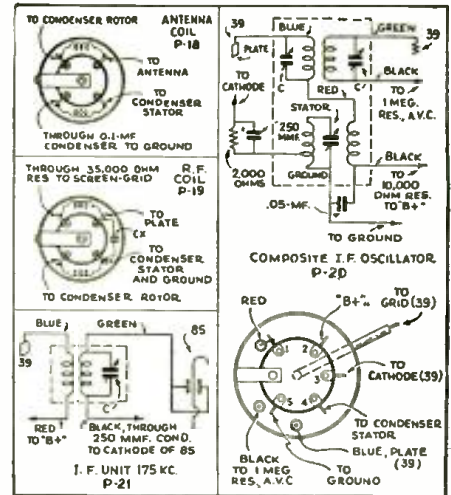 TO CONDENSER ROTOR
ANTENNA
COIL
P-18
TO
ANTENNA
TO
CONDENSER
STATOR
THROUGH 0.1-MF.
CONDENSER TO GROUND
THROUGH 35,000 OHM
RES TO SCREEN-GRID
R.F.
COIL
P-19
TO
PLATE
CX
TO
CONDENSER
STATOR
AND GROUND
TO CONDENSER ROTOR
BLUE
GREEN
85
39
C'
RED
TO "B+"
BLACK, THROUGH
250 MMF. COND.
TO CATHODE OF 85
I.F. UNIT 175 KC.
P-21
39
BLUE
GREEN
39
PLATE
TO
CATHODE
C
C'
BLACK
RED
TO
1 MEG.
RES., A.V.C.
STATOR
250
MMF.
BLACK
GROUND
2,000
OHMS
TO
10,000
OHM RES.
TO "B+"
.05-MF.
TO GROUND
COMPOSITE I.F. OSCILLATOR
P-20
RED
"B+"
TO
GRID (39)
1
2
3
4
5
TO
CATHODE (39)
TO CONDENSER
STATOR
BLUE, PLATE
(39)
BLACK
TO 1 MEG
RES., A.V.C
TO
GROUND